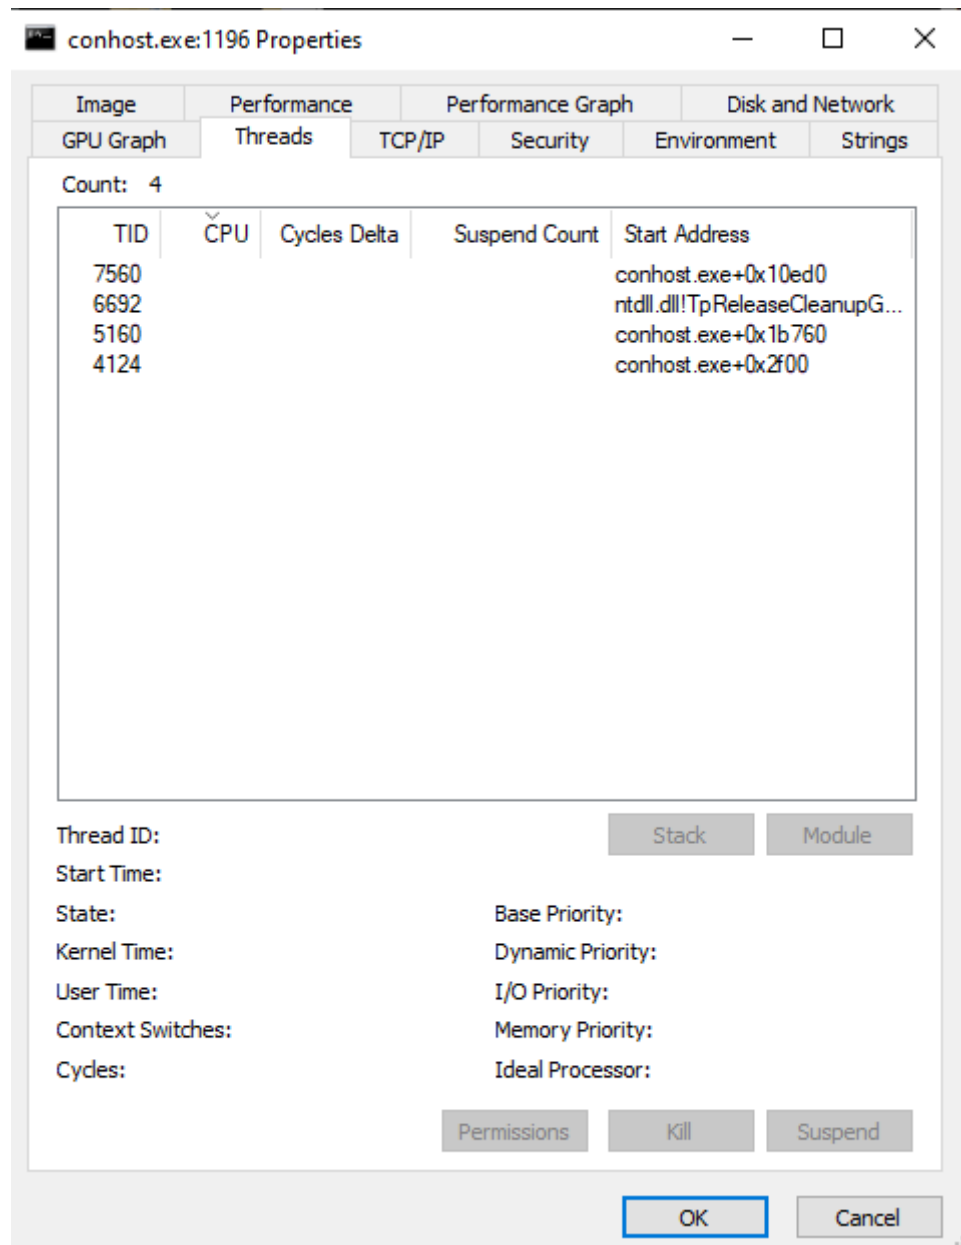 conhost.exe:1196 Properties
Image Performance Performance Graph Disk and Network
GPU Graph Threads TCP/IP Security Environment Strings
Count: 4
TID CPU Cycles Delta Suspend Count Start Address
7560 conhost.exe+0x10ed0
6692 ntdll.dll!TpReleaseCleanupG...
5160 conhost.exe+0x1b760
4124 conhost.exe+0x2f00
Thread ID: Stack Module
Start Time:
State: Base Priority:
Kernel Time: Dynamic Priority:
User Time: I/O Priority:
Context Switches: Memory Priority:
Cycles: Ideal Processor:
Permissions Kill Suspend
OK Cancel